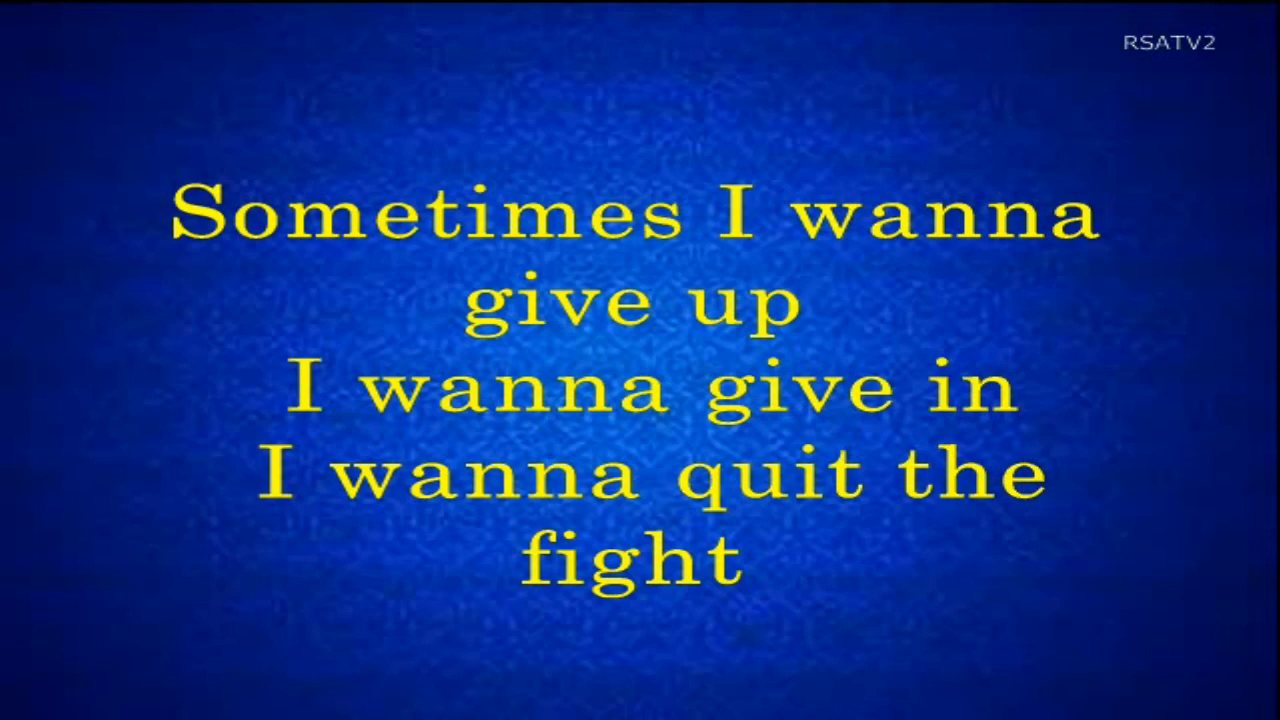 RSATV2
Sometimes I wanna
give up
I wanna give in
I wanna quit the
fight